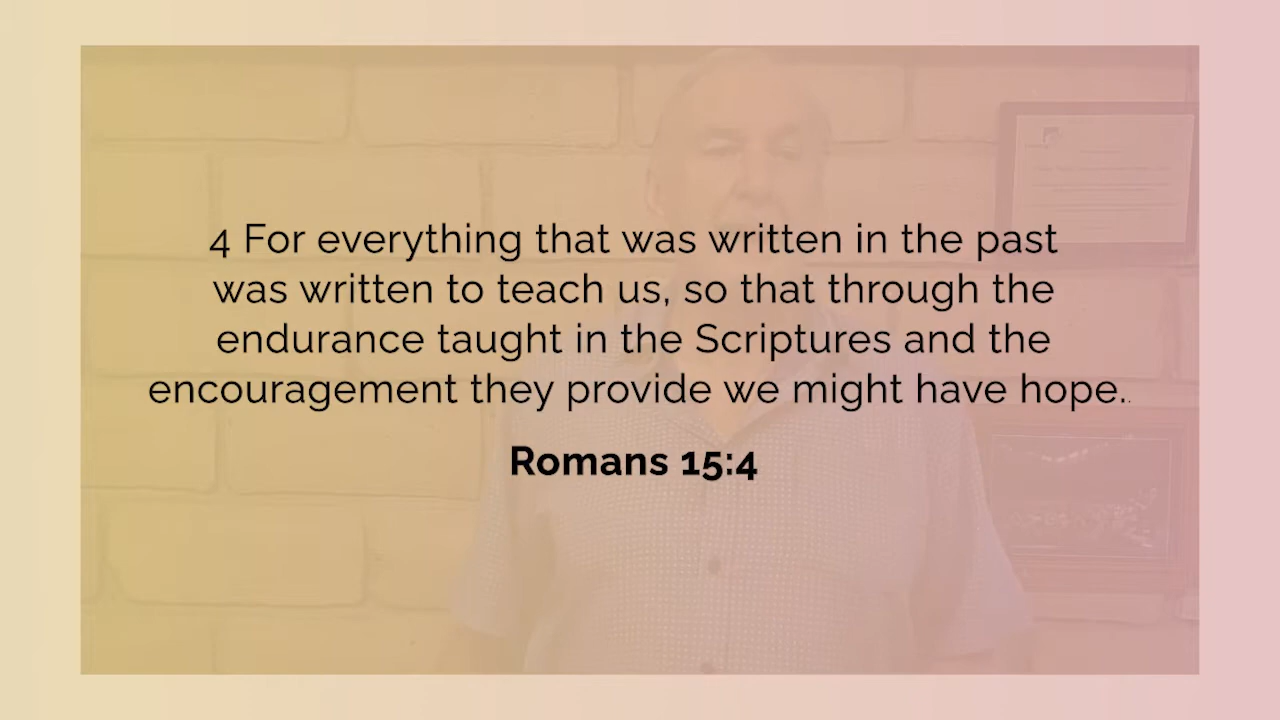 4 For everything that was written in the past
was written to teach us, so that through the
endurance taught in the Scriptures and the
encouragement they provide we might have hope..
Romans 15:4